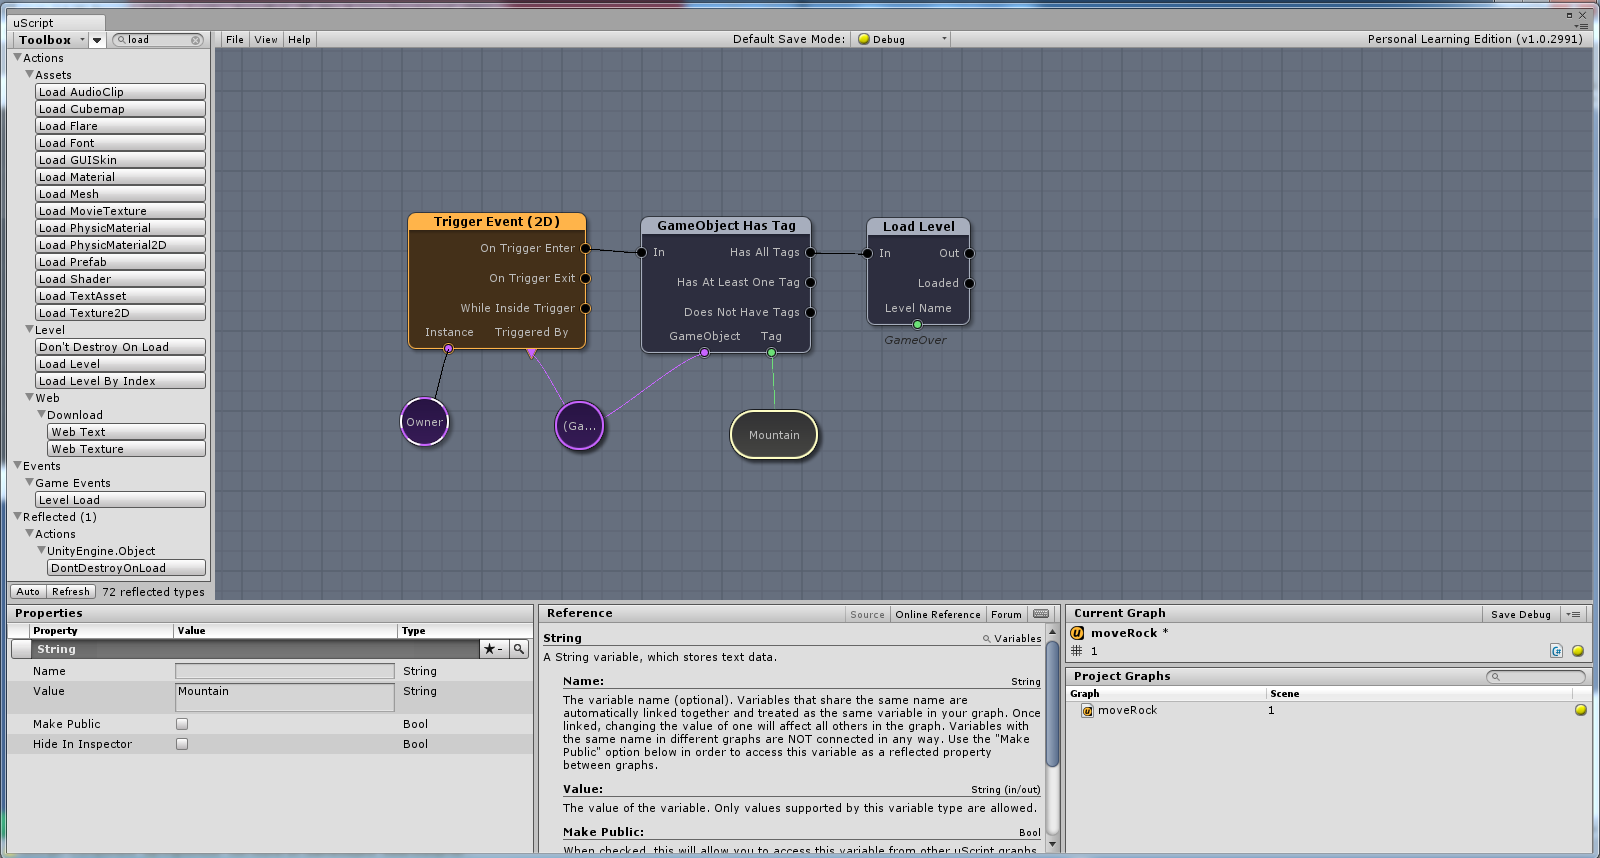 uScript
Toolbox
load
File View Help
Default Save Mode: Debug
Personal Learning Edition (v1.0.2991)
Actions
Assets
Load AudioClip
Load Cubemap
Load Flare
Load Font
Load GUISkin
Load Material
Load Mesh
Load MovieTexture
Load PhysicMaterial
Load PhysicMaterial2D
Load Prefab
Load Shader
Load TextAsset
Load Texture2D
Level
Don't Destroy On Load
Load Level
Load Level By Index
Web
Download
Web Text
Web Texture
Events
Game Events
Level Load
Reflected (1)
Actions
UnityEngine.Object
DontDestroyOnLoad
Auto Refresh 72 reflected types
Trigger Event (2D)
On Trigger Enter
On Trigger Exit
While Inside Trigger
Instance Triggered By
Owner
(Ga...
GameObject Has Tag
In Has All Tags
Has At Least One Tag
Does Not Have Tags
GameObject Tag
Mountain
Load Level
In Out
Loaded
Level Name
GameOver
Properties
Property Value Type
String
Name String
Value Mountain String
Make Public Bool
Hide In Inspector Bool
Reference Source Online Reference Forum
String Variables
A String variable, which stores text data.
Name: String
The variable name (optional). Variables that share the same name are
automatically linked together and treated as the same variable in your graph. Once
linked, changing the value of one will affect all others in the graph. Variables with
the same name in different graphs are NOT connected in any way. Use the "Make
Public" option below in order to access this variable as a reflected property
between graphs.
Value: String (in/out)
The value of the variable. Only values supported by this variable type are allowed.
Make Public: Bool
When checked, this will allow you to access this variable from other uScript graphs
Current Graph Save Debug
moveRock *
1
C#
Project Graphs
Graph Scene
moveRock 1